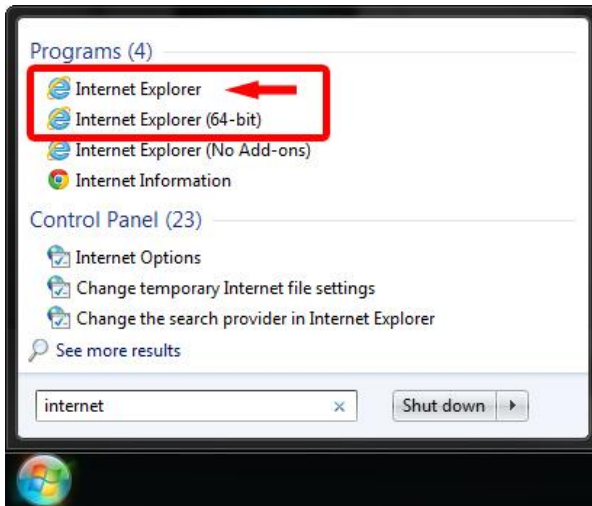 Programs (4)
Internet Explorer
Internet Explorer (64-bit)
Internet Explorer (No Add-ons)
Internet Information
Control Panel (23)
Internet Options
Change temporary Internet file settings
Change the search provider in Internet Explorer
See more results
internet
Shut down